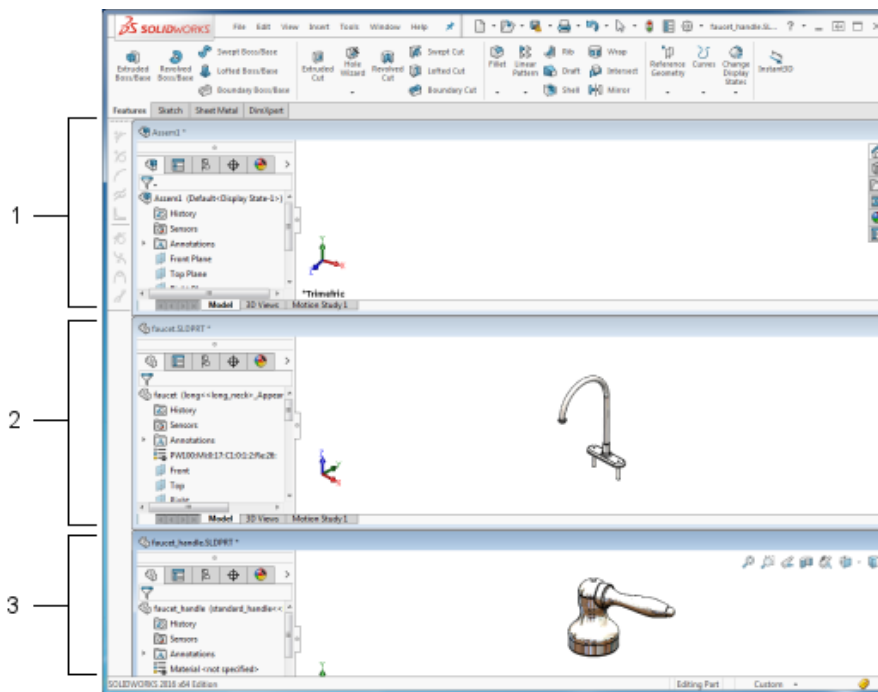 SOLIDWORKS File Edit View Insert Tools Window Help faucet_handle.SL... ?
Extruded Boss/Base
Revolved Boss/Base
Swept Boss/Base
Lofted Boss/Base
Boundary Boss/Base
Extruded Cut
Hole Wizard
Revolved Cut
Swept Cut
Lofted Cut
Boundary Cut
Fillet
Linear Pattern
Rib
Draft
Shell
Wrap
Intersect
Mirror
Reference Geometry
Curves
Change Display States
Instant3D
Features Sketch Sheet Metal DimXpert
1
Assem1 *
Assem1 (Default<Display State-1>)
History
Sensors
Annotations
Front Plane
Top Plane
*Trimetric
Model 3D Views Motion Study 1
2
faucet.SLDPRT *
faucet (long<<long_neck>_Appear
History
Sensors
Annotations
Front
Top
Right
Model 3D Views Motion Study 1
3
faucet_handle.SLDPRT *
faucet_handle (standard_handle<<
History
Sensors
Annotations
Material <not specified>
SOLIDWORKS 2016 x64 Edition Editing Part Custom